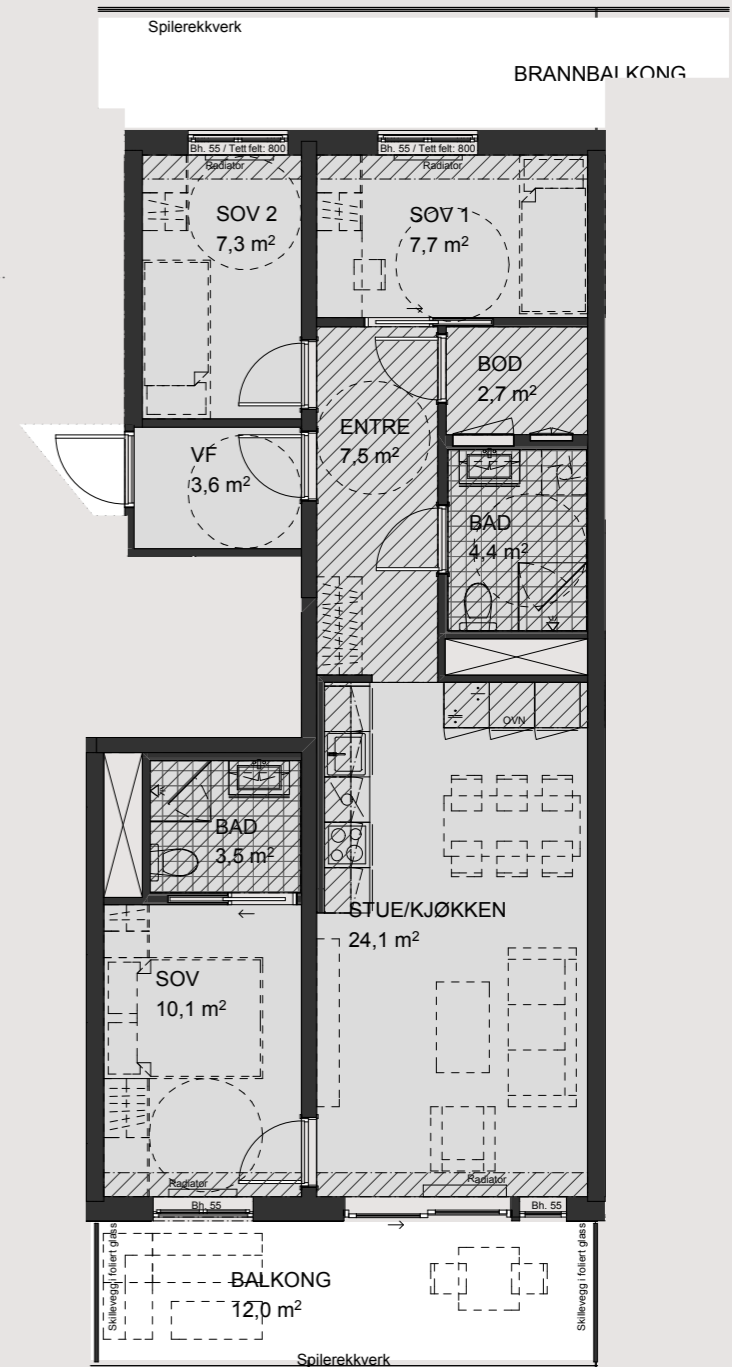 Spilerekkverk
BRANNBALKONG
Bh. 55 / Tett felt: 800
Bh. 55 / Tett felt: 800
Radiator
Radiator
SOV 2
7,3 m²
SOV 1
7,7 m²
BOD
2,7 m²
ENTRE
7,5 m²
VF
3,6 m²
BAD
4,4 m²
OVN
BAD
3,5 m²
STUE/KJØKKEN
24,1 m²
SOV
10,1 m²
Radiator
Radiator
Bh. 55
Bh. 55
Skillevegg i foliert glass
Skillevegg i foliert glass
BALKONG
12,0 m²
Spilerekkverk